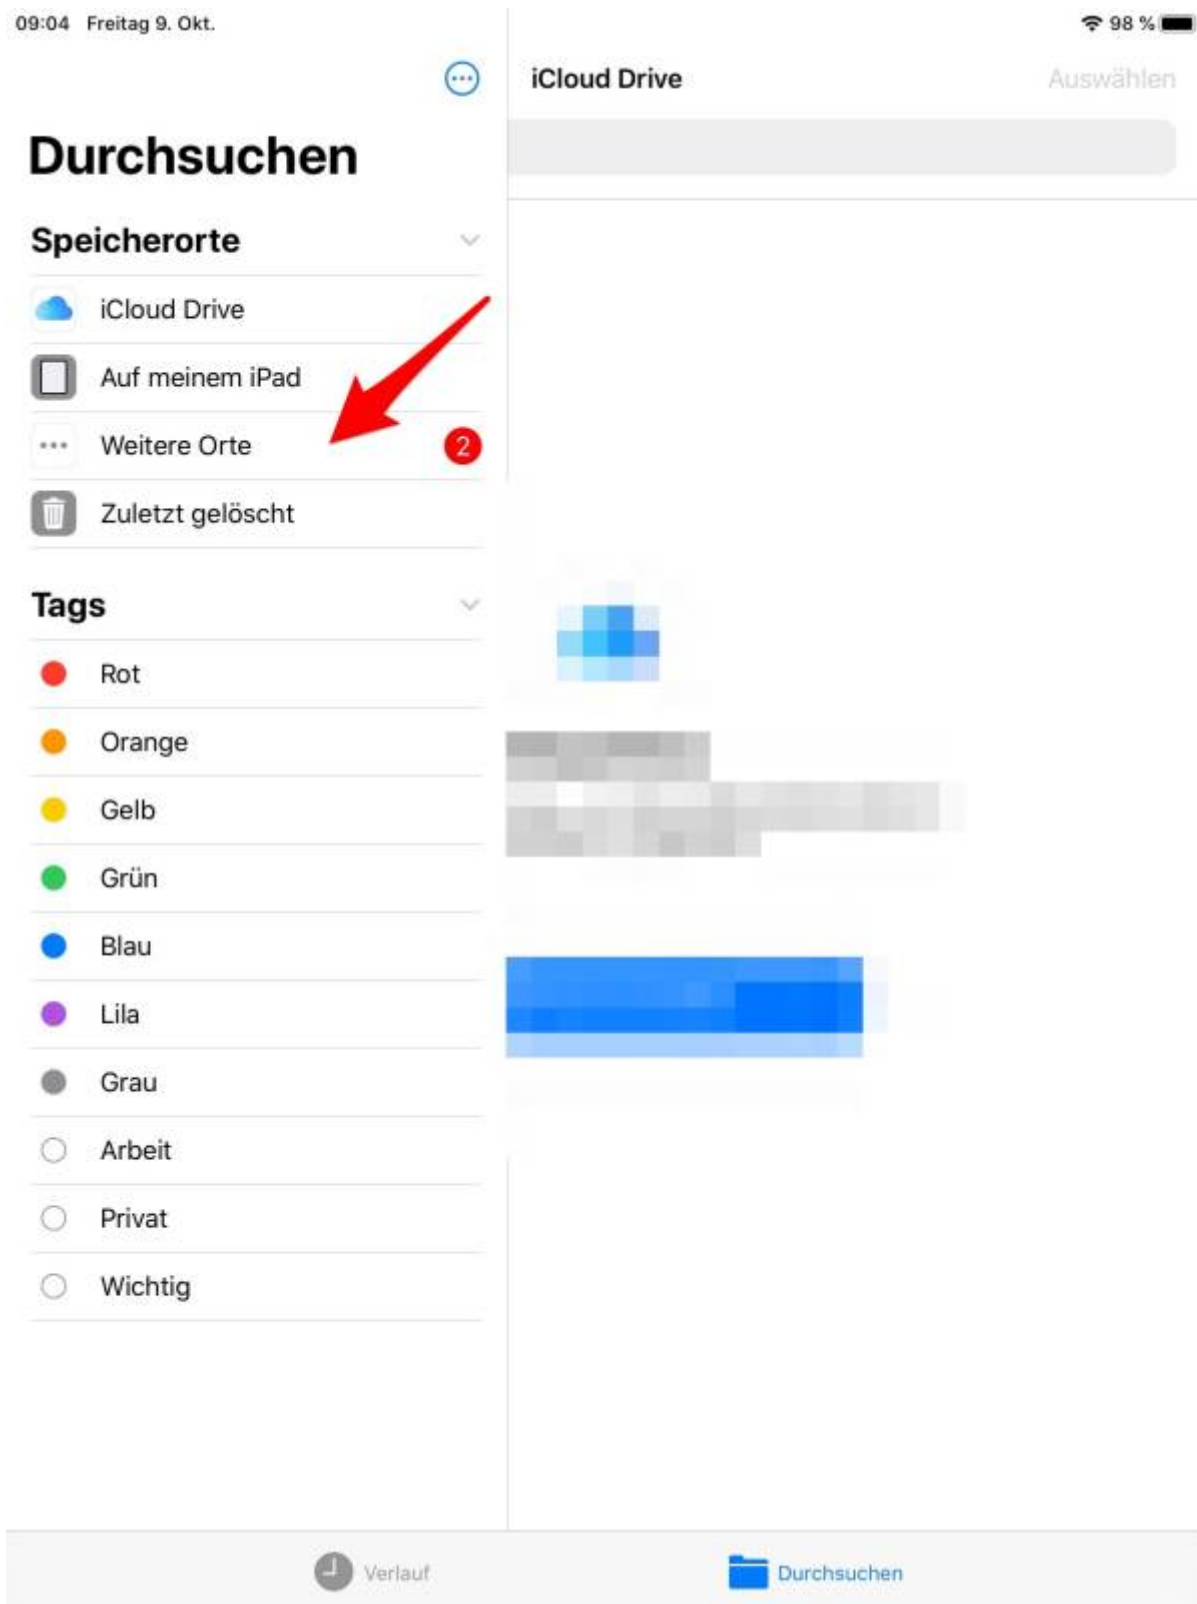 09:04 Freitag 9. Okt.
98 %
iCloud Drive
Auswählen
Durchsuchen
Speicherorte
iCloud Drive
Auf meinem iPad
Weitere Orte
2
Zuletzt gelöscht
Tags
Rot
Orange
Gelb
Grün
Blau
Lila
Grau
Arbeit
Privat
Wichtig
Verlauf
Durchsuchen